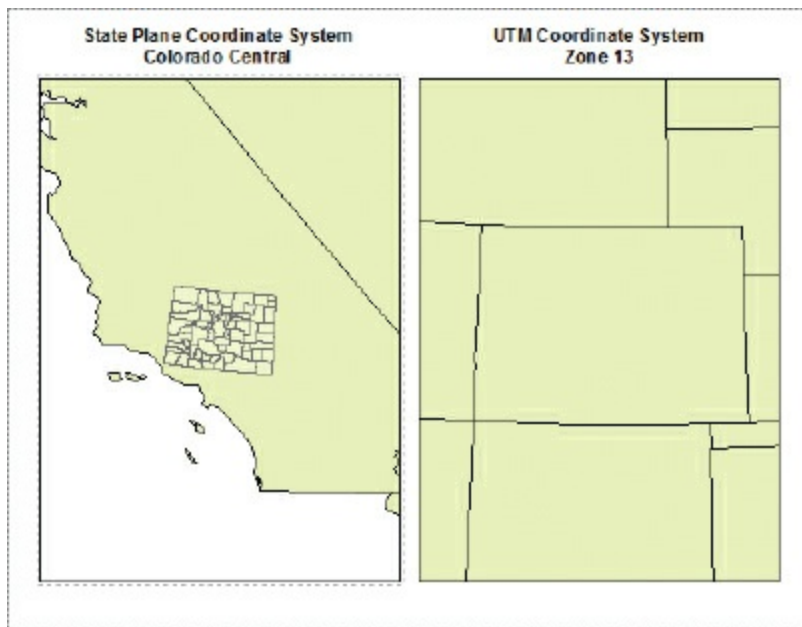 State Plane Coordinate System
Colorado Central
UTM Coordinate System
Zone 13